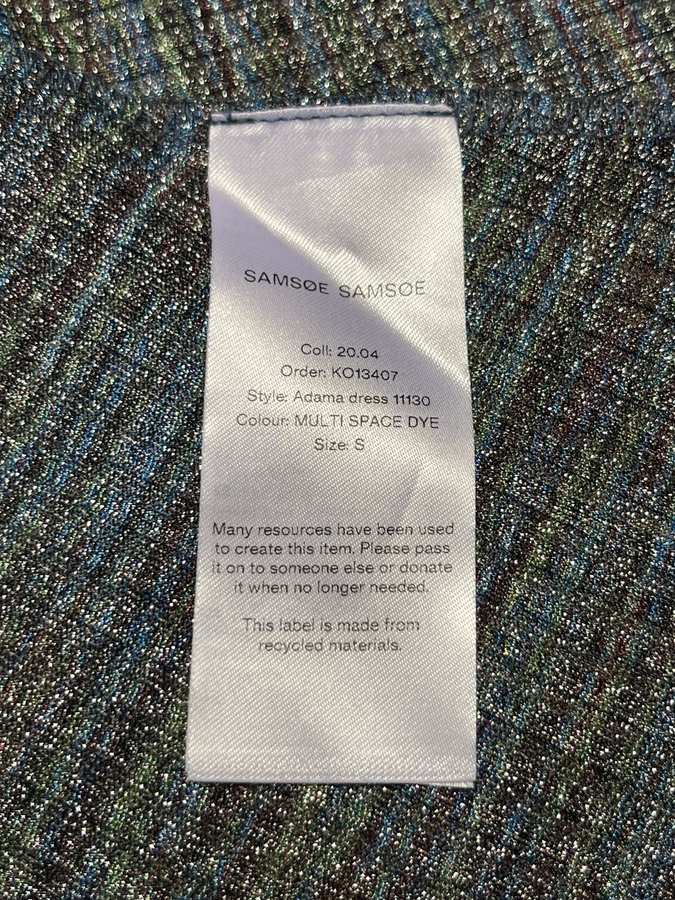 SAMSØE SAMSØE
Coll: 20.04
Order: KO13407
Style: Adama dress 11130
Colour: MULTI SPACE DYE
Size: S
Many resources have been used
to create this item. Please pass
it on to someone else or donate
it when no longer needed.
This label is made from
recycled materials.